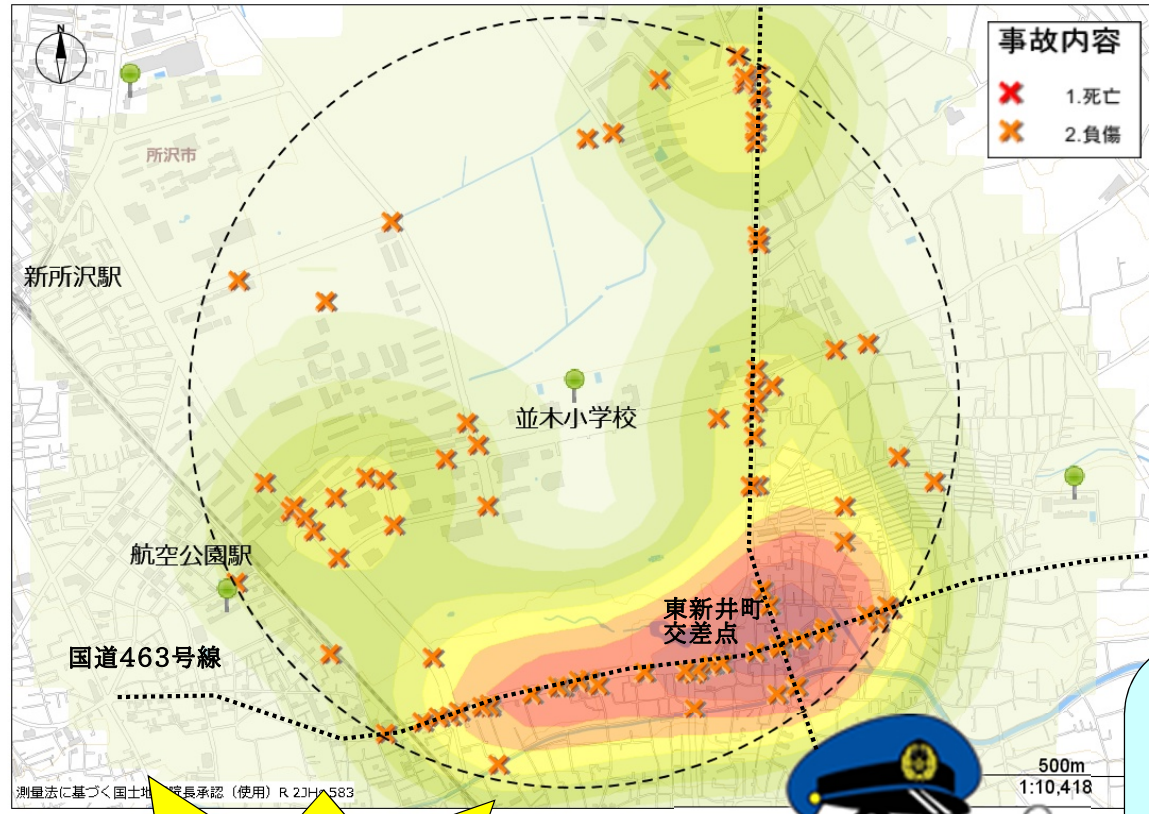 N
事故内容
1.死亡
2.負傷
所沢市
新所沢駅
並木小学校
航空公園駅
東新井町
交差点
国道463号線
500m
1:10,418
測量法に基づく国土地 院長承認(使用)R 2JH 583